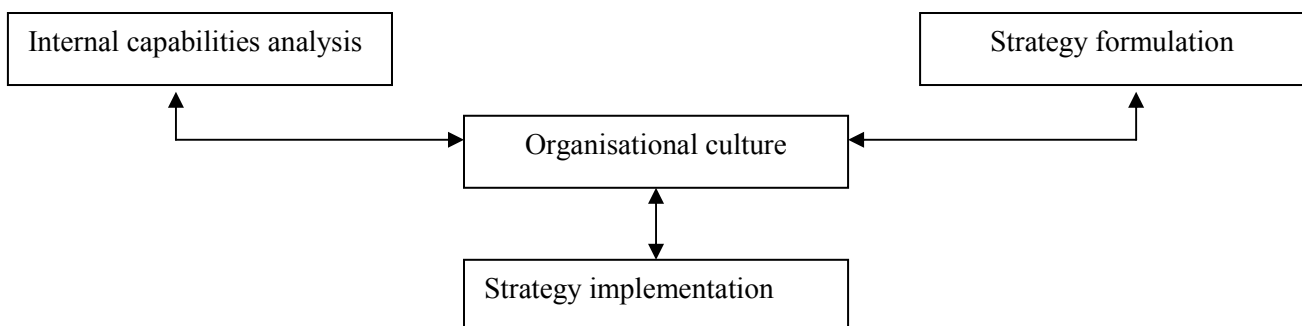 Internal capabilities analysis
Strategy formulation
Organisational culture
Strategy implementation